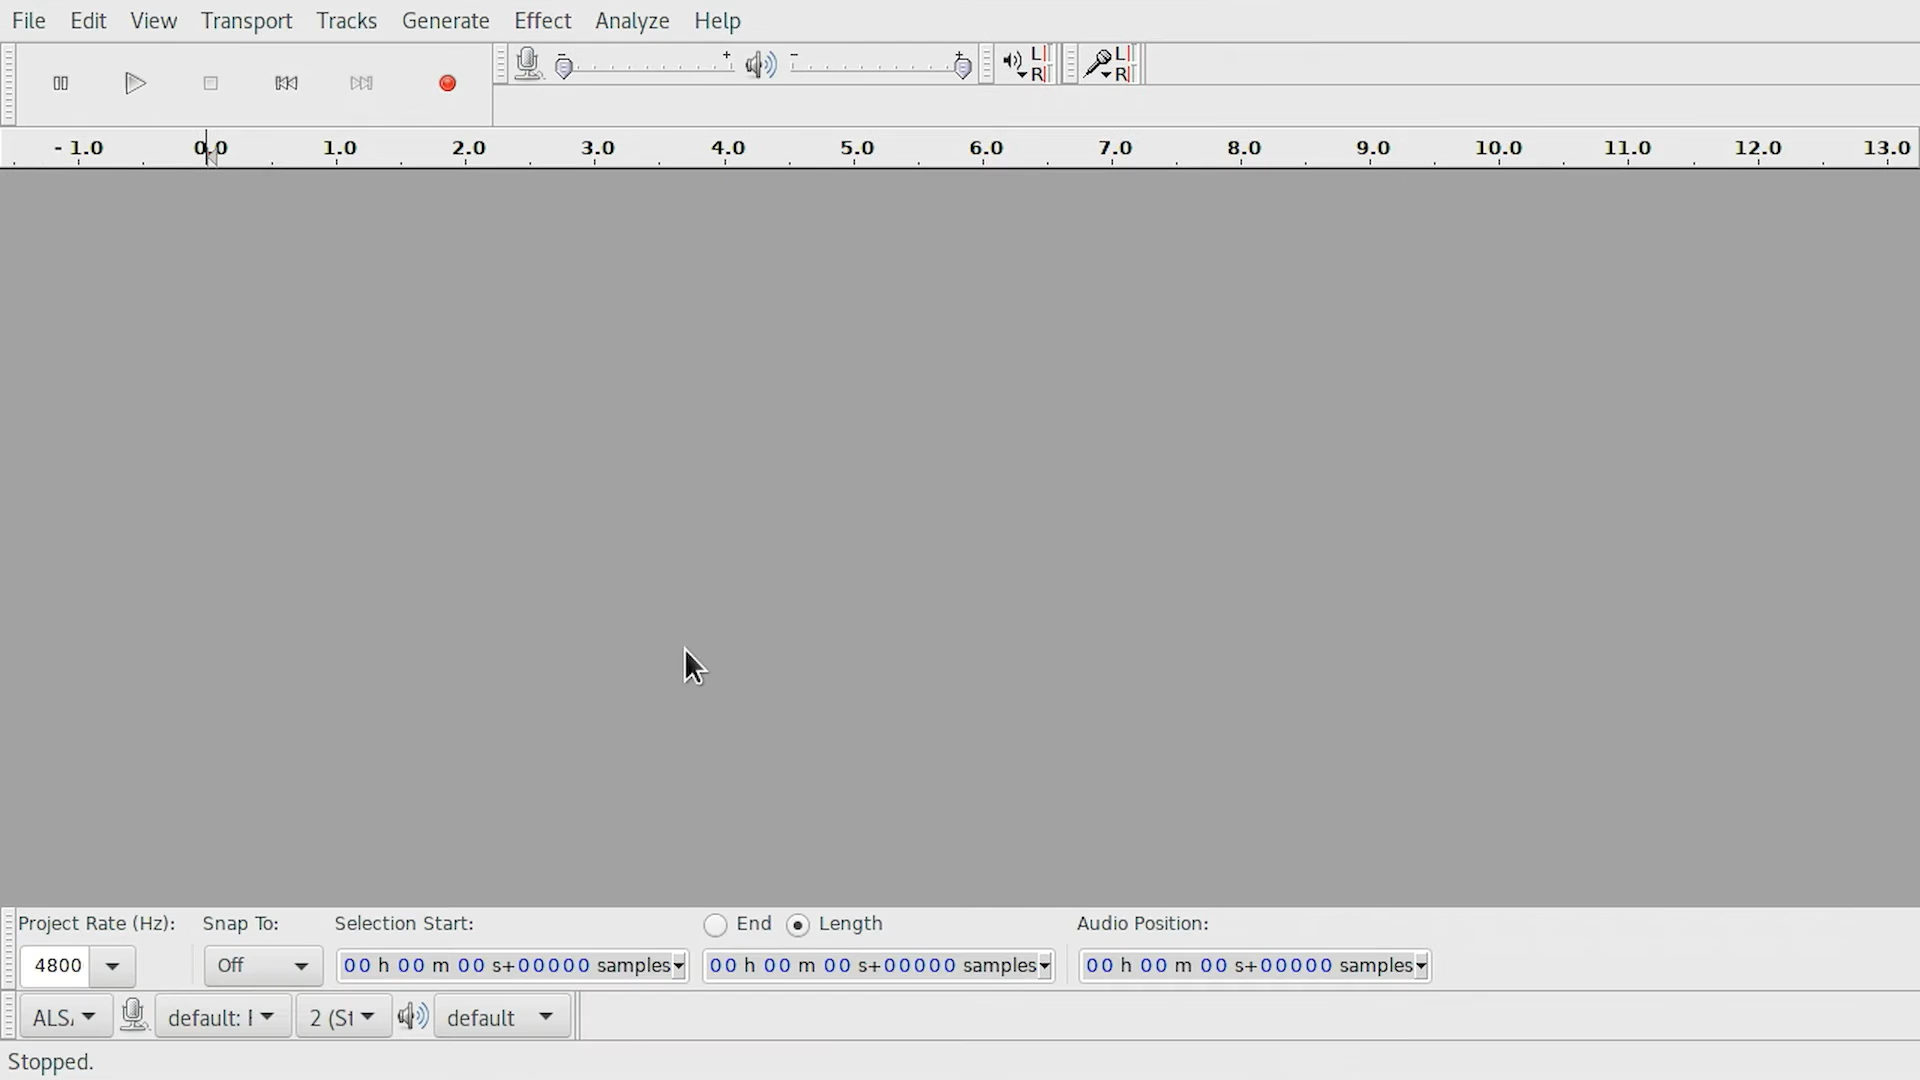 File Edit View Transport Tracks Generate Effect Analyze Help
- + - + L R L R
- 1.0 0.0 1.0 2.0 3.0 4.0 5.0 6.0 7.0 8.0 9.0 10.0 11.0 12.0 13.0
Project Rate (Hz): Snap To: Selection Start: End Length Audio Position:
4800 Off 00 h 00 m 00 s+00000 samples 00 h 00 m 00 s+00000 samples 00 h 00 m 00 s+00000 samples
ALS default: 2 (St default
Stopped.